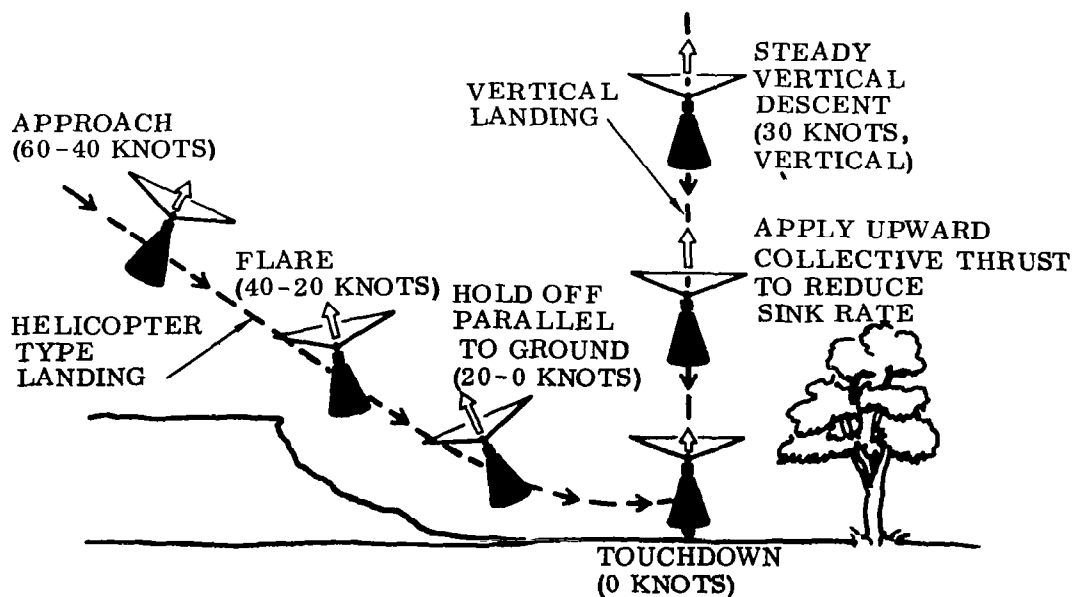 APPROACH
(60-40 KNOTS)
HELICOPTER
TYPE
LANDING
FLARE
(40-20 KNOTS)
HOLD OFF
PARALLEL
TO GROUND
(20-0 KNOTS)
VERTICAL
LANDING
STEADY
VERTICAL
DESCENT
(30 KNOTS,
VERTICAL)
APPLY UPWARD
COLLECTIVE THRUST
TO REDUCE
SINK RATE
TOUCHDOWN
(0 KNOTS)